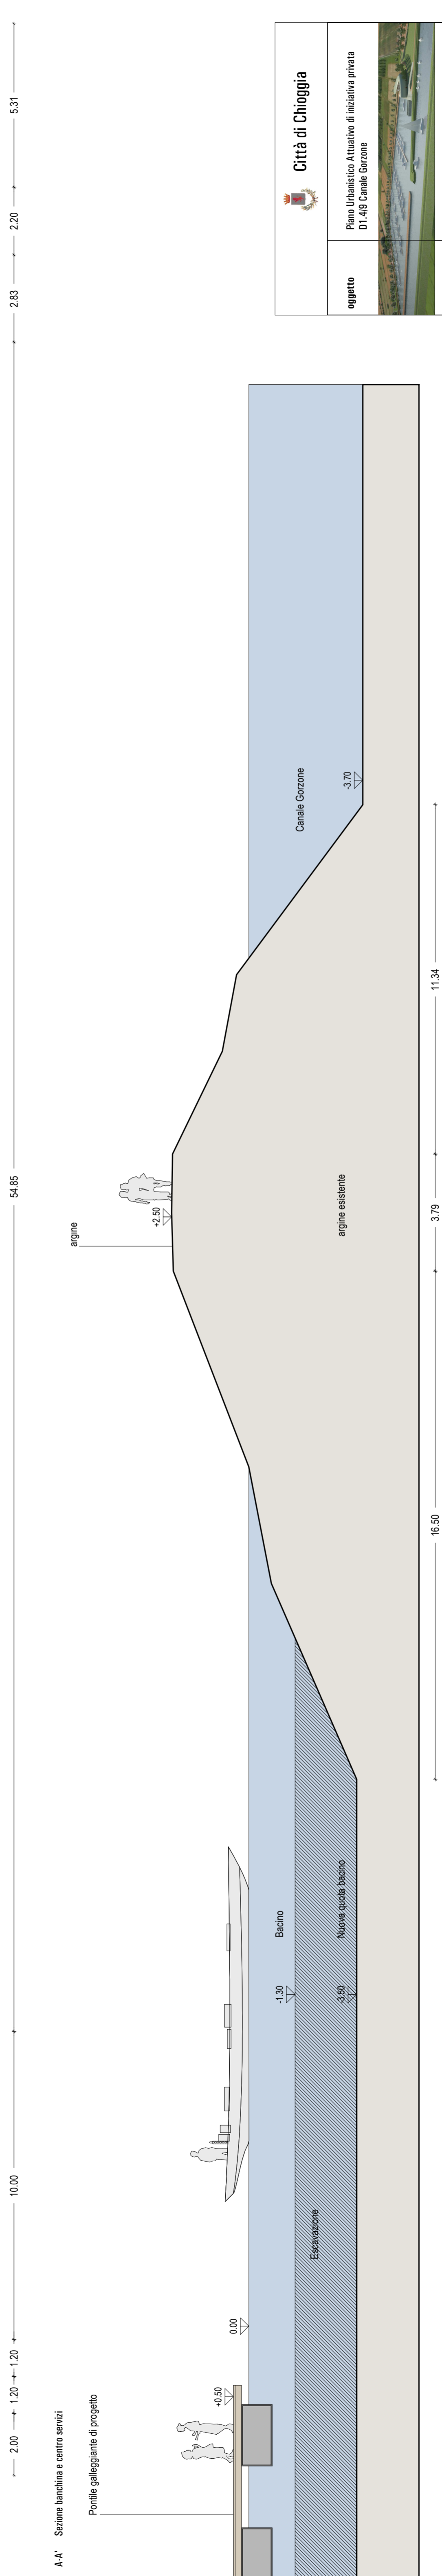 A-A' Sezione banchina e centro servizi
2.00 1.20 1.20 10.00 54.85 2.83 2.20 5.31
Pontile galleggiante di progetto
argine
+0.50
0.00
+2.50
Bacino
-1.30
Escavazione
Nuova quota bacino
-3.50
argine esistente
Canale Gorzone
-3.70
16.50 3.79 11.34
Città di Chioggia
oggetto
Piano Urbanistico Attuativo di iniziativa privata
D1.4/9 Canale Gorzone